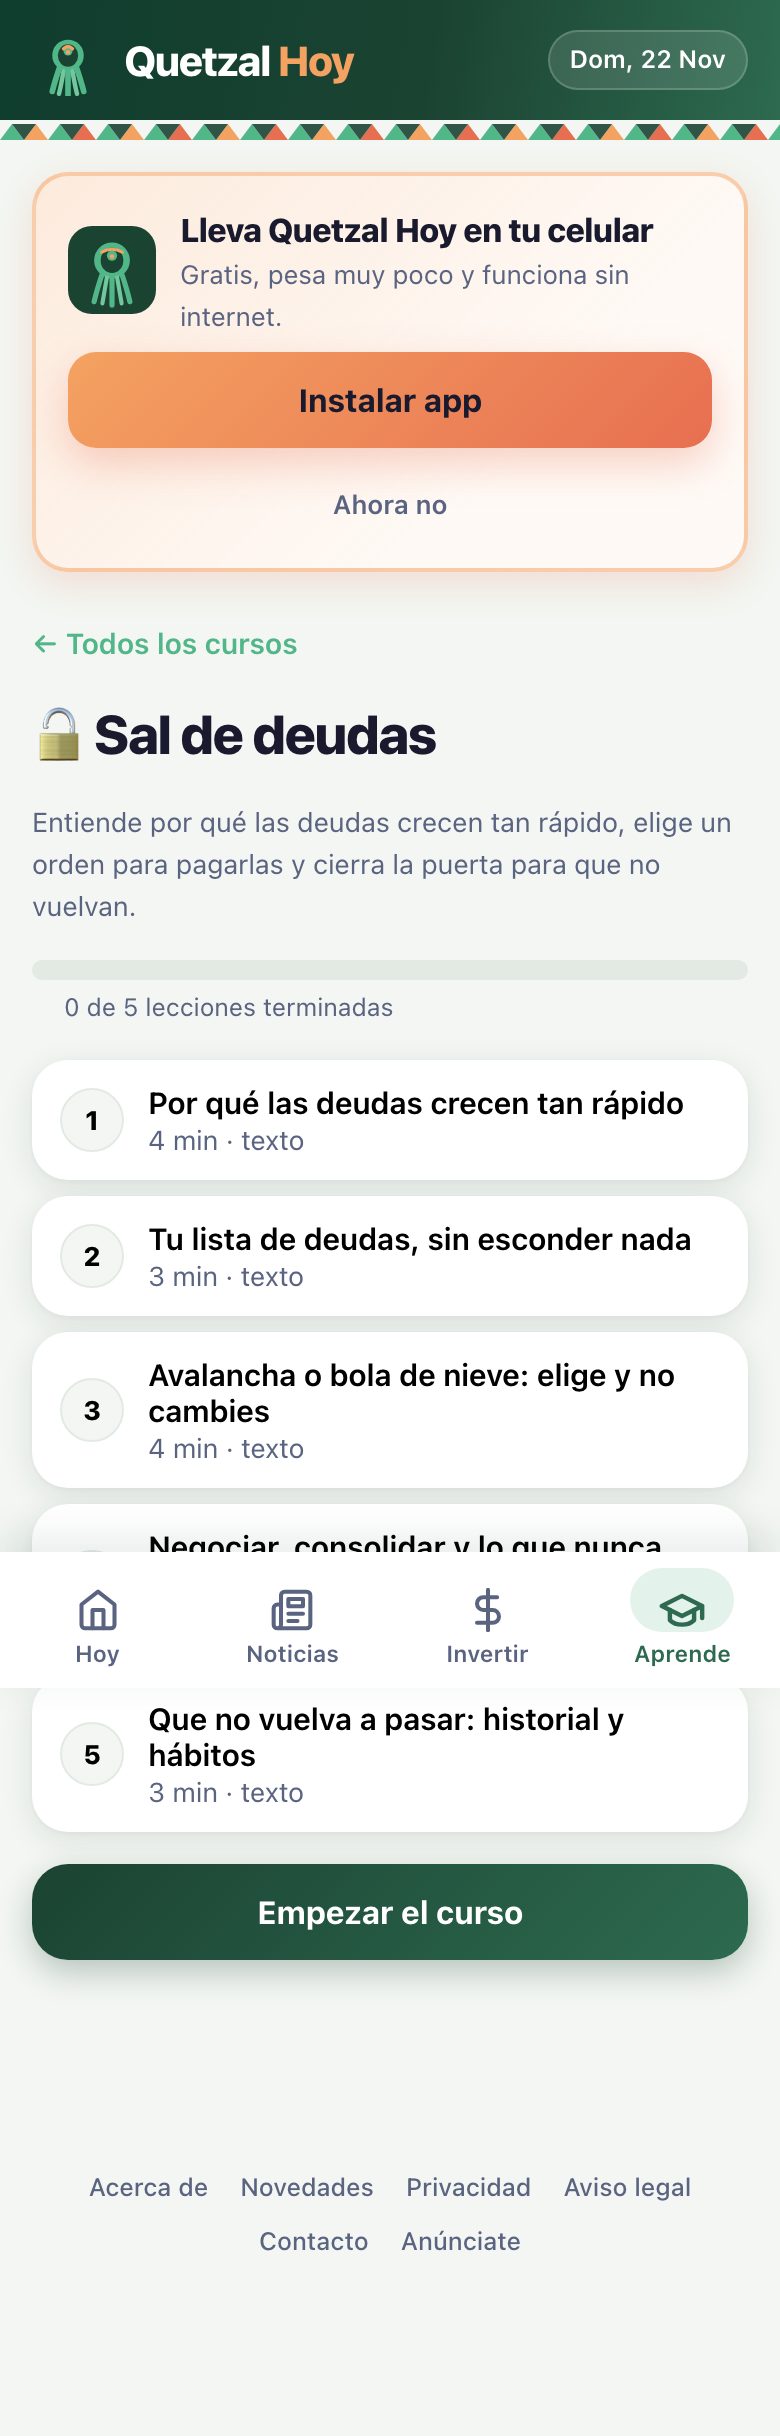 Quetzal Hoy
Dom, 22 Nov
Lleva Quetzal Hoy en tu celular
Gratis, pesa muy poco y funciona sin
internet.
Instalar app
Ahora no
← Todos los cursos
Sal de deudas
Entiende por qué las deudas crecen tan rápido, elige un
orden para pagarlas y cierra la puerta para que no
vuelvan.
0 de 5 lecciones terminadas
1
Por qué las deudas crecen tan rápido
4 min · texto
2
Tu lista de deudas, sin esconder nada
3 min · texto
3
Avalancha o bola de nieve: elige y no
cambies
4 min · texto
Negociar, consolidar y lo que nunca
Hoy
Noticias
Invertir
Aprende
5
Que no vuelva a pasar: historial y
hábitos
3 min · texto
Empezar el curso
Acerca de
Novedades
Privacidad
Aviso legal
Contacto
Anúnciate